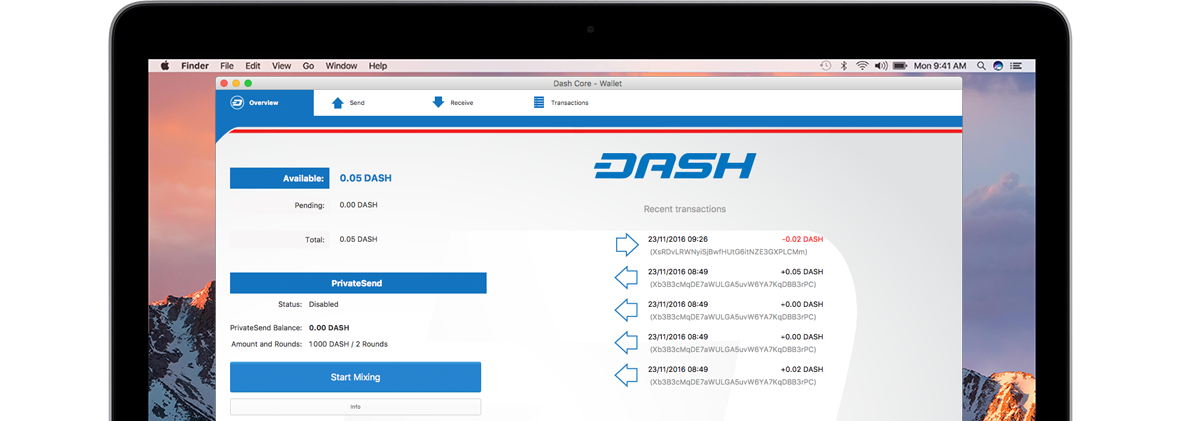 Finder File Edit View Go Window Help Mon 9:41 AM
Dash Core - Wallet
Overview Send Receive Transactions
DASH
Available: 0.05 DASH
Pending: 0.00 DASH
Total: 0.05 DASH
PrivateSend
Status: Disabled
PrivateSend Balance: 0.00 DASH
Amount and Rounds: 1000 DASH / 2 Rounds
Start Mixing
Info
Recent transactions
23/11/2016 09:26 -0.02 DASH
(XsRDvLRWNyiSjBwfHUtG6itNZE3GXPLCMm)
23/11/2016 08:49 +0.05 DASH
(Xb3B3cMqDE7aWULGA5uvW6YA7KqDBB3rPC)
23/11/2016 08:49 +0.00 DASH
(Xb3B3cMqDE7aWULGA5uvW6YA7KqDBB3rPC)
23/11/2016 08:49 +0.00 DASH
(Xb3B3cMqDE7aWULGA5uvW6YA7KqDBB3rPC)
23/11/2016 08:49 +0.02 DASH
(Xb3B3cMqDE7aWULGA5uvW6YA7KqDBB3rPC)